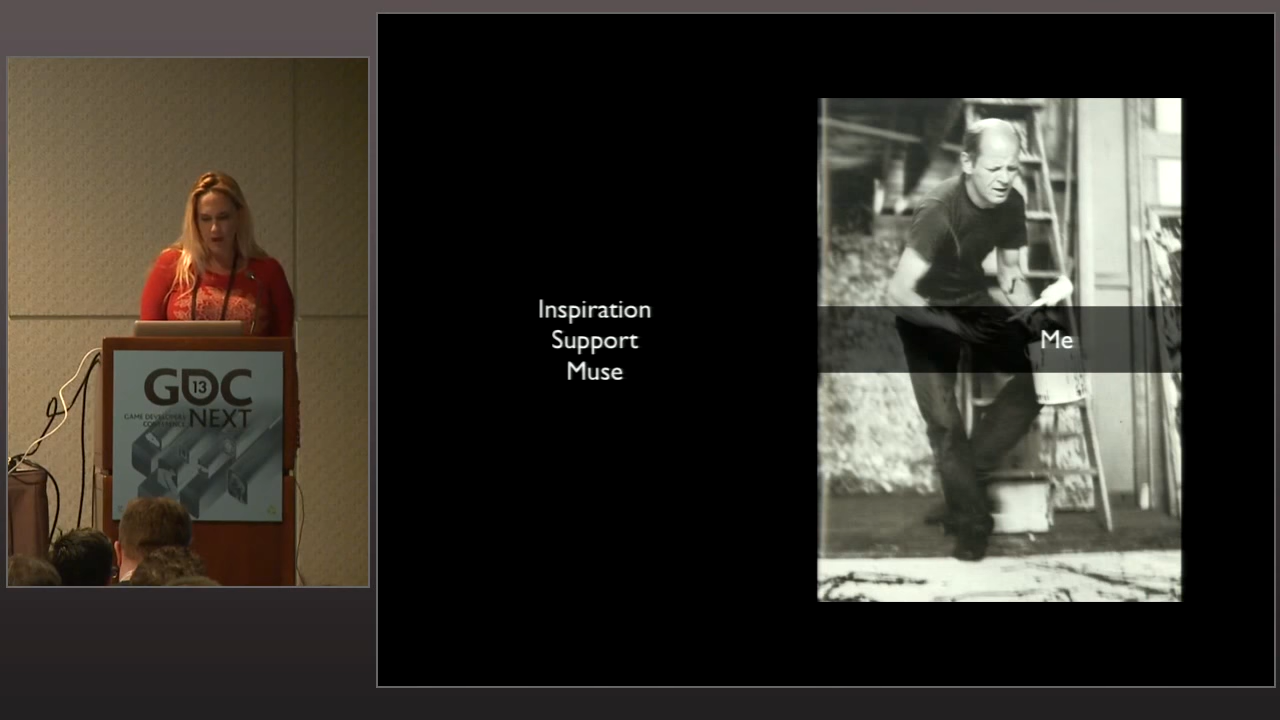 GDC
13
NEXT
GAME DEVELOPERS
CONFERENCE
Inspiration
Support
Muse
Me